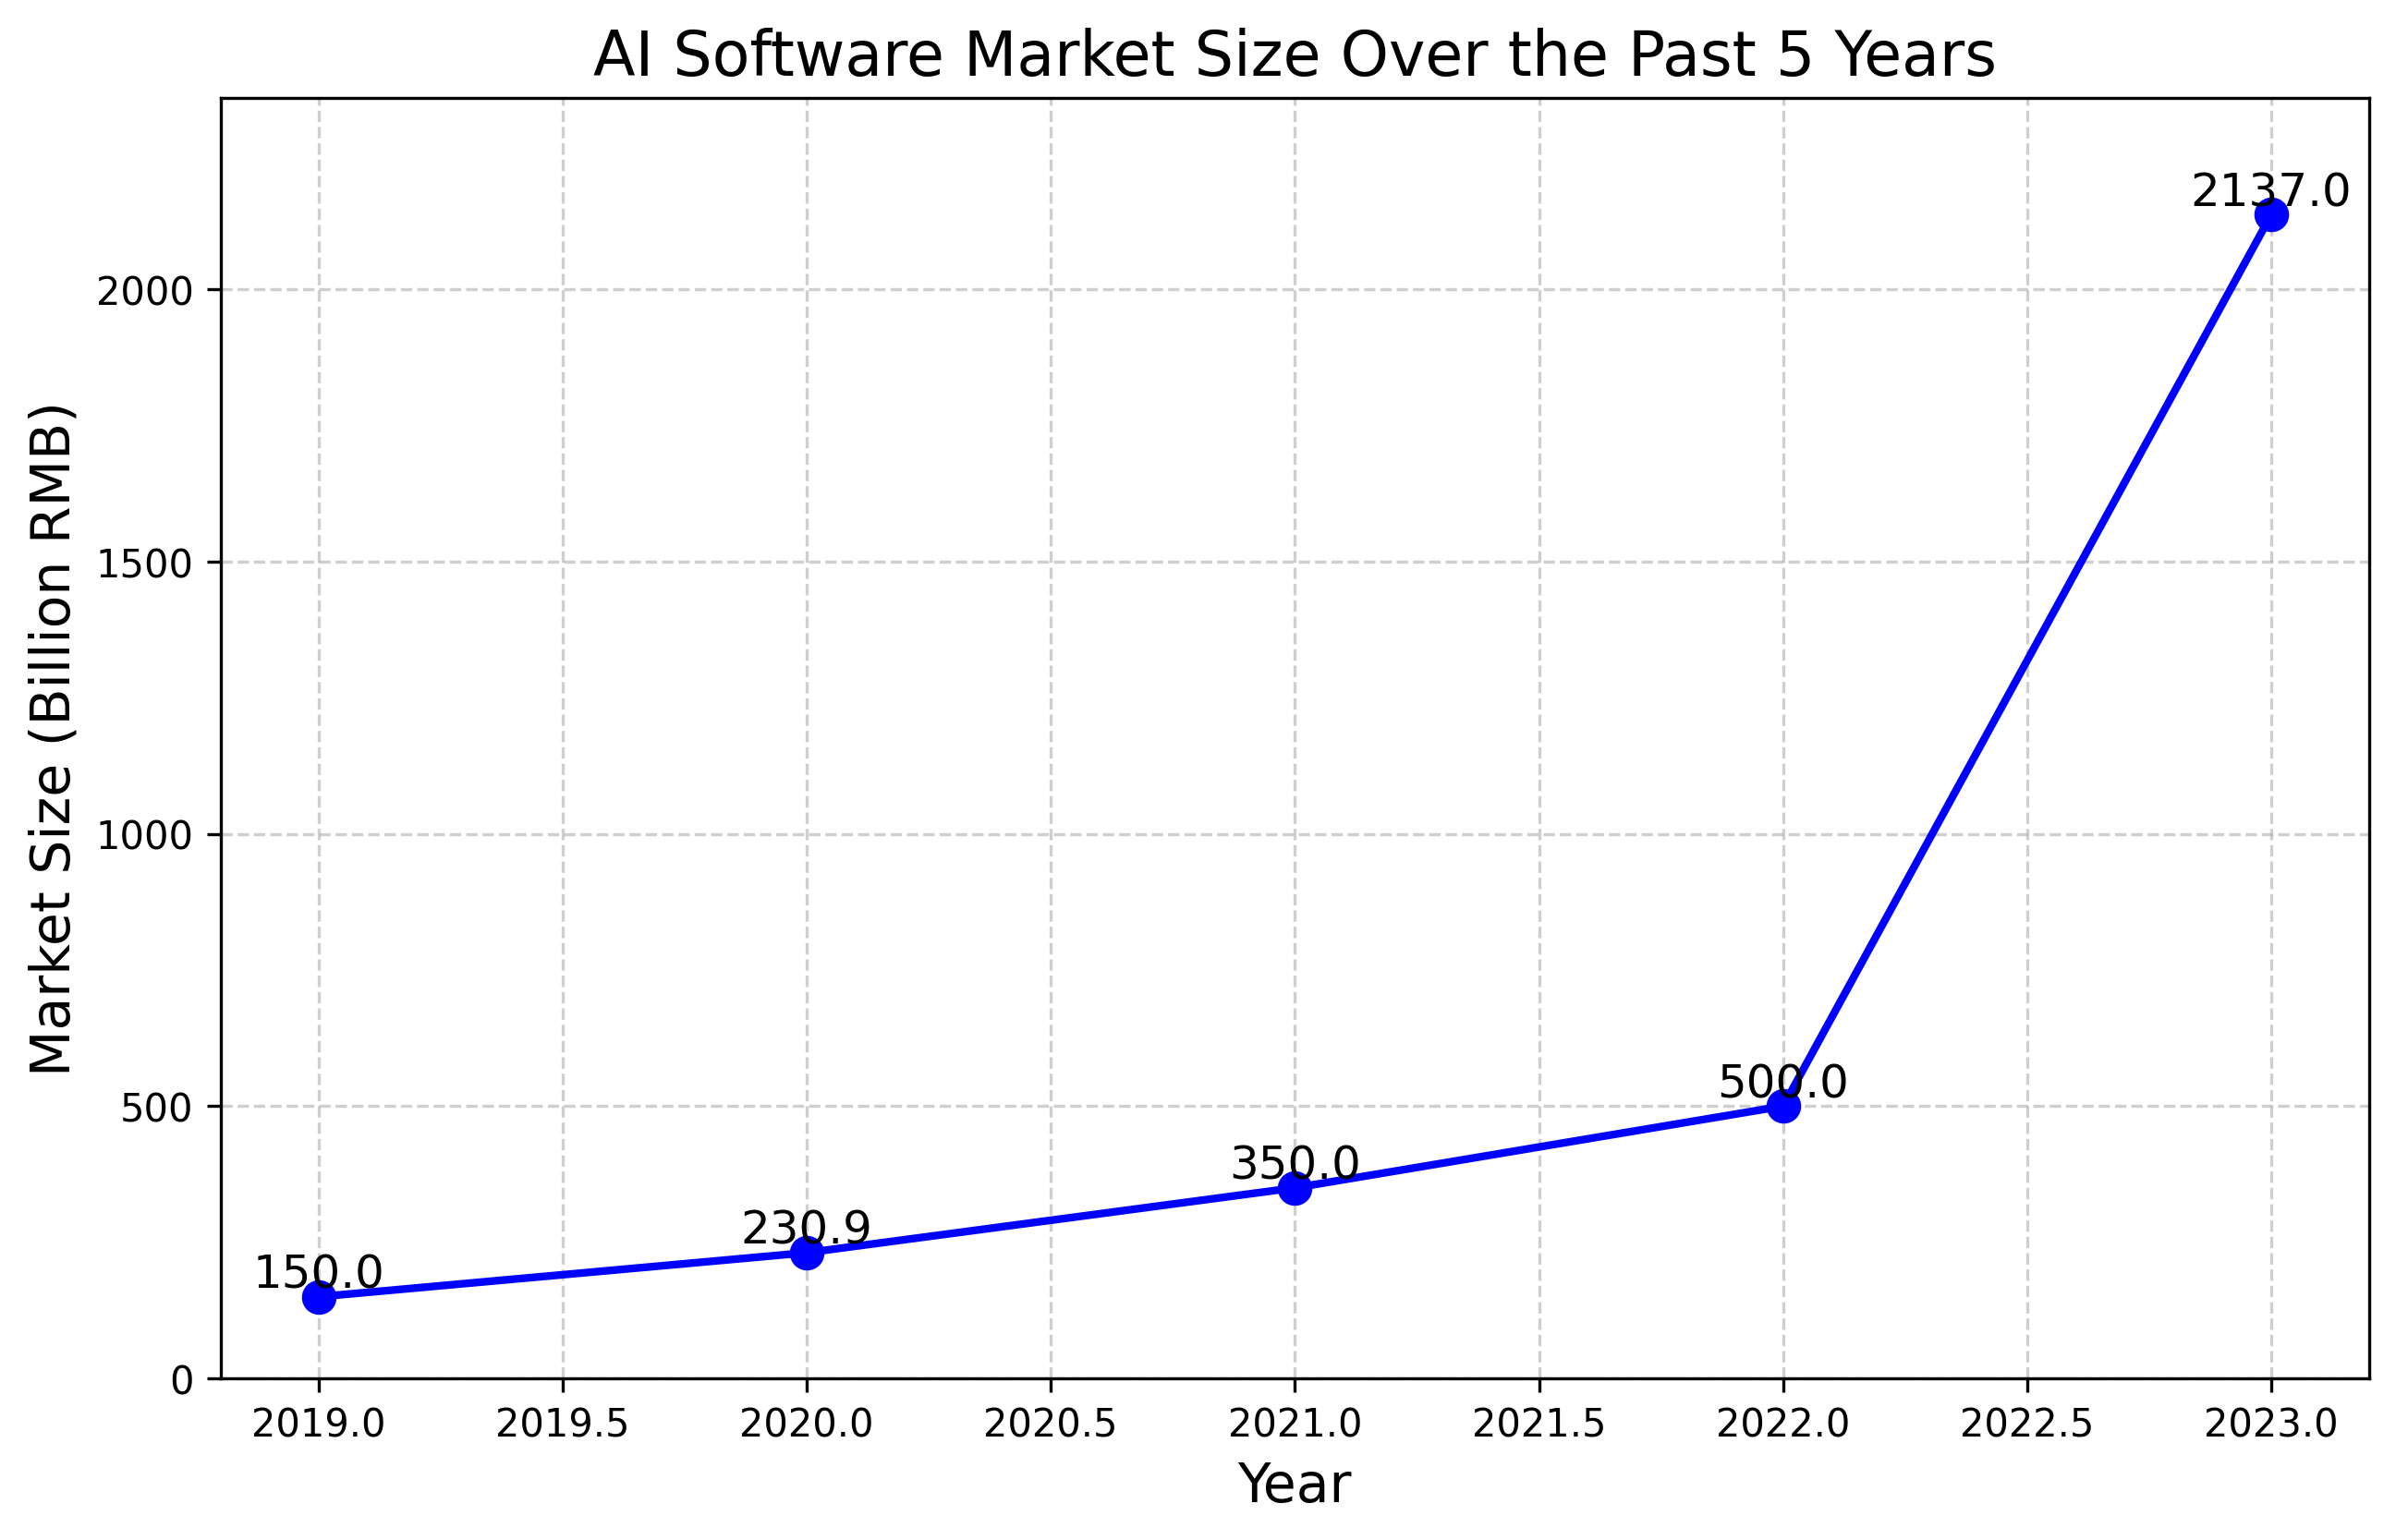 AI Software Market Size Over the Past 5 Years
Market Size (Billion RMB)
2000
1500
1000
500
0
2137.0
500.0
350.0
230.9
150.0
2019.0 2019.5 2020.0 2020.5 2021.0 2021.5 2022.0 2022.5 2023.0
Year